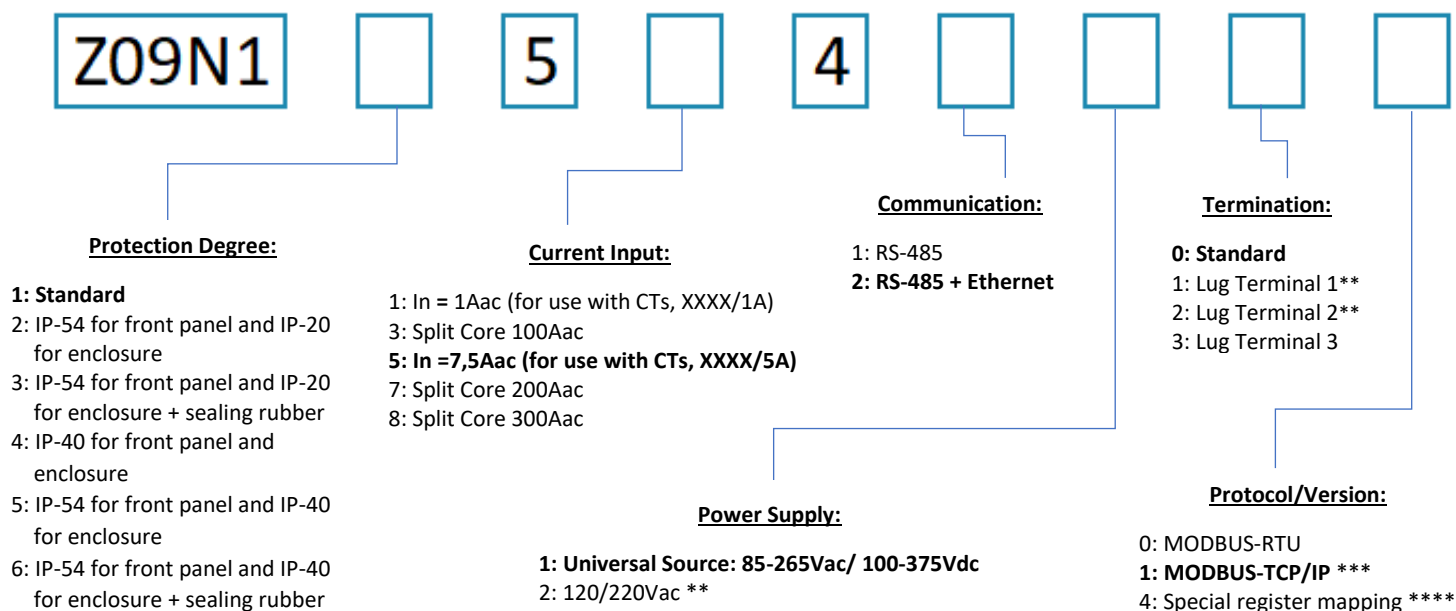 Z09N1
5
4
Communication:
1: RS-485
2: RS-485 + Ethernet
Termination:
0: Standard
1: Lug Terminal 1**
2: Lug Terminal 2**
3: Lug Terminal 3
Protection Degree:
1: Standard
2: IP-54 for front panel and IP-20
for enclosure
3: IP-54 for front panel and IP-20
for enclosure + sealing rubber
4: IP-40 for front panel and
enclosure
5: IP-54 for front panel and IP-40
for enclosure
6: IP-54 for front panel and IP-40
for enclosure + sealing rubber
Current Input:
1: In = 1Aac (for use with CTs, XXXX/1A)
3: Split Core 100Aac
5: In =7,5Aac (for use with CTs, XXXX/5A)
7: Split Core 200Aac
8: Split Core 300Aac
Power Supply:
1: Universal Source: 85-265Vac/ 100-375Vdc
2: 120/220Vac **
Protocol/Version:
0: MODBUS-RTU
1: MODBUS-TCP/IP ***
4: Special register mapping ****